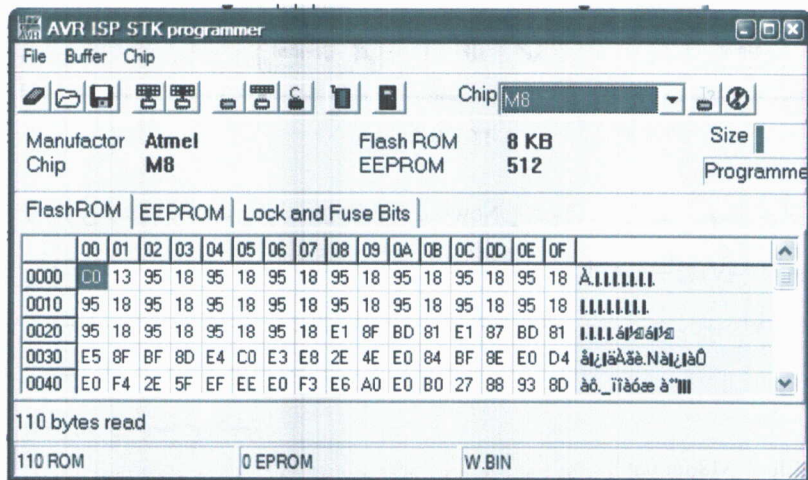 AVR ISP STK programmer
File Buffer Chip
Chip M8
Manufactor Atmel Flash ROM 8 KB Size
Chip M8 EEPROM 512 Programme
FlashROM EEPROM Lock and Fuse Bits
00 01 02 03 04 05 06 07 08 09 0A 0B 0C 0D 0E 0F
0000 C0 13 95 18 95 18 95 18 95 18 95 18 95 18 95 18
0010 95 18 95 18 95 18 95 18 95 18 95 18 95 18 95 18
0020 95 18 95 18 95 18 95 18 E1 8F BD 81 E1 87 BD 81
0030 E5 8F BF 8D E4 C0 E3 E8 2E 4E E0 84 BF 8E E0 D4
0040 E0 F4 2E 5F EF EE E0 F3 E6 A0 E0 B0 27 88 93 8D
110 bytes read
110 ROM 0 EPROM W.BIN